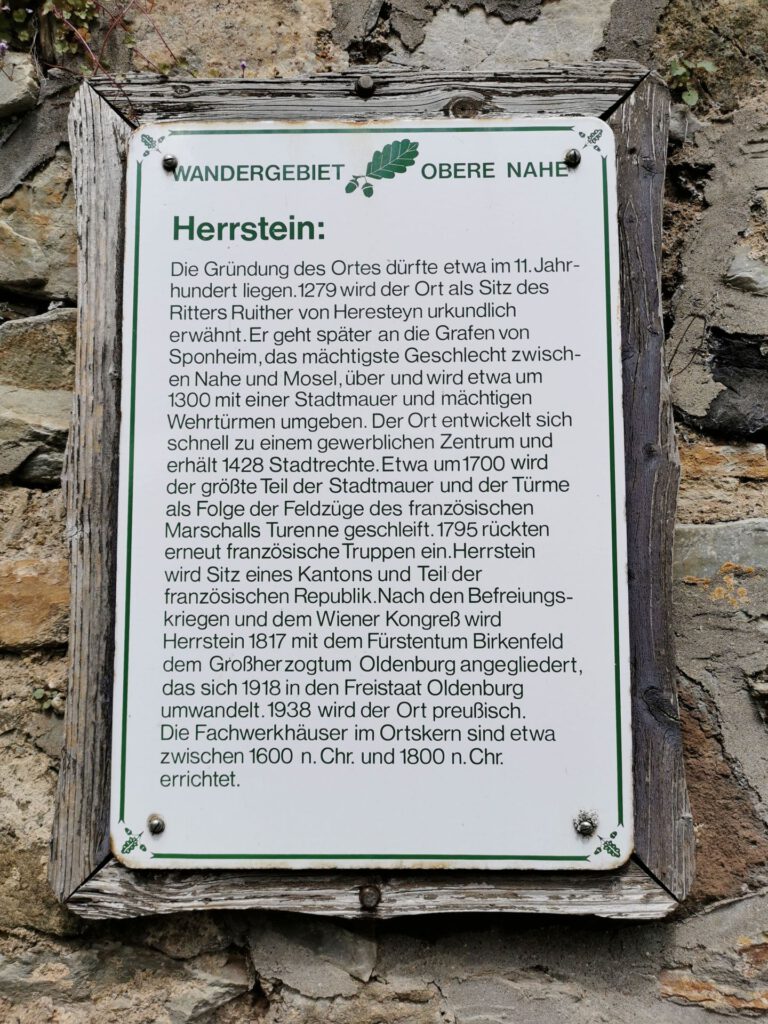 WANDERGEBIET OBERE NAHE
Herrstein:
Die Gründung des Ortes dürfte etwa im 11. Jahr-
hundert liegen. 1279 wird der Ort als Sitz des
Ritters Ruither von Heresteyn urkundlich
erwähnt. Er geht später an die Grafen von
Sponheim, das mächtigste Geschlecht zwisch-
en Nahe und Mosel, über und wird etwa um
1300 mit einer Stadtmauer und mächtigen
Wehrtürmen umgeben. Der Ort entwickelt sich
schnell zu einem gewerblichen Zentrum und
erhält 1428 Stadtrechte. Etwa um 1700 wird
der größte Teil der Stadtmauer und der Türme
als Folge der Feldzüge des französischen
Marschalls Turenne geschleift. 1795 rückten
erneut französische Truppen ein. Herrstein
wird Sitz eines Kantons und Teil der
französischen Republik. Nach den Befreiungs-
kriegen und dem Wiener Kongreß wird
Herrstein 1817 mit dem Fürstentum Birkenfeld
dem Großherzogtum Oldenburg angegliedert,
das sich 1918 in den Freistaat Oldenburg
umwandelt. 1938 wird der Ort preußisch.
Die Fachwerkhäuser im Ortskern sind etwa
zwischen 1600 n. Chr. und 1800 n. Chr.
errichtet.